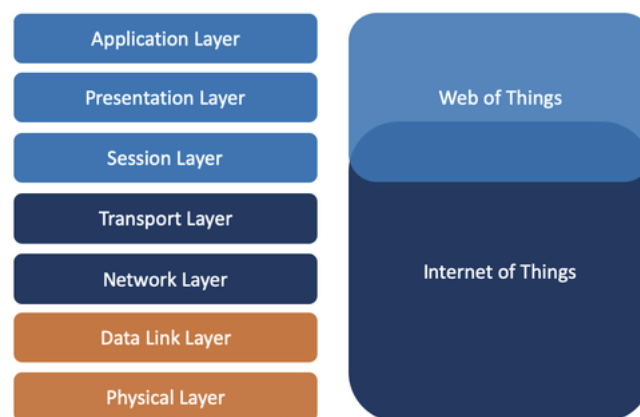 Application Layer
Presentation Layer
Session Layer
Transport Layer
Network Layer
Data Link Layer
Physical Layer
Web of Things
Internet of Things